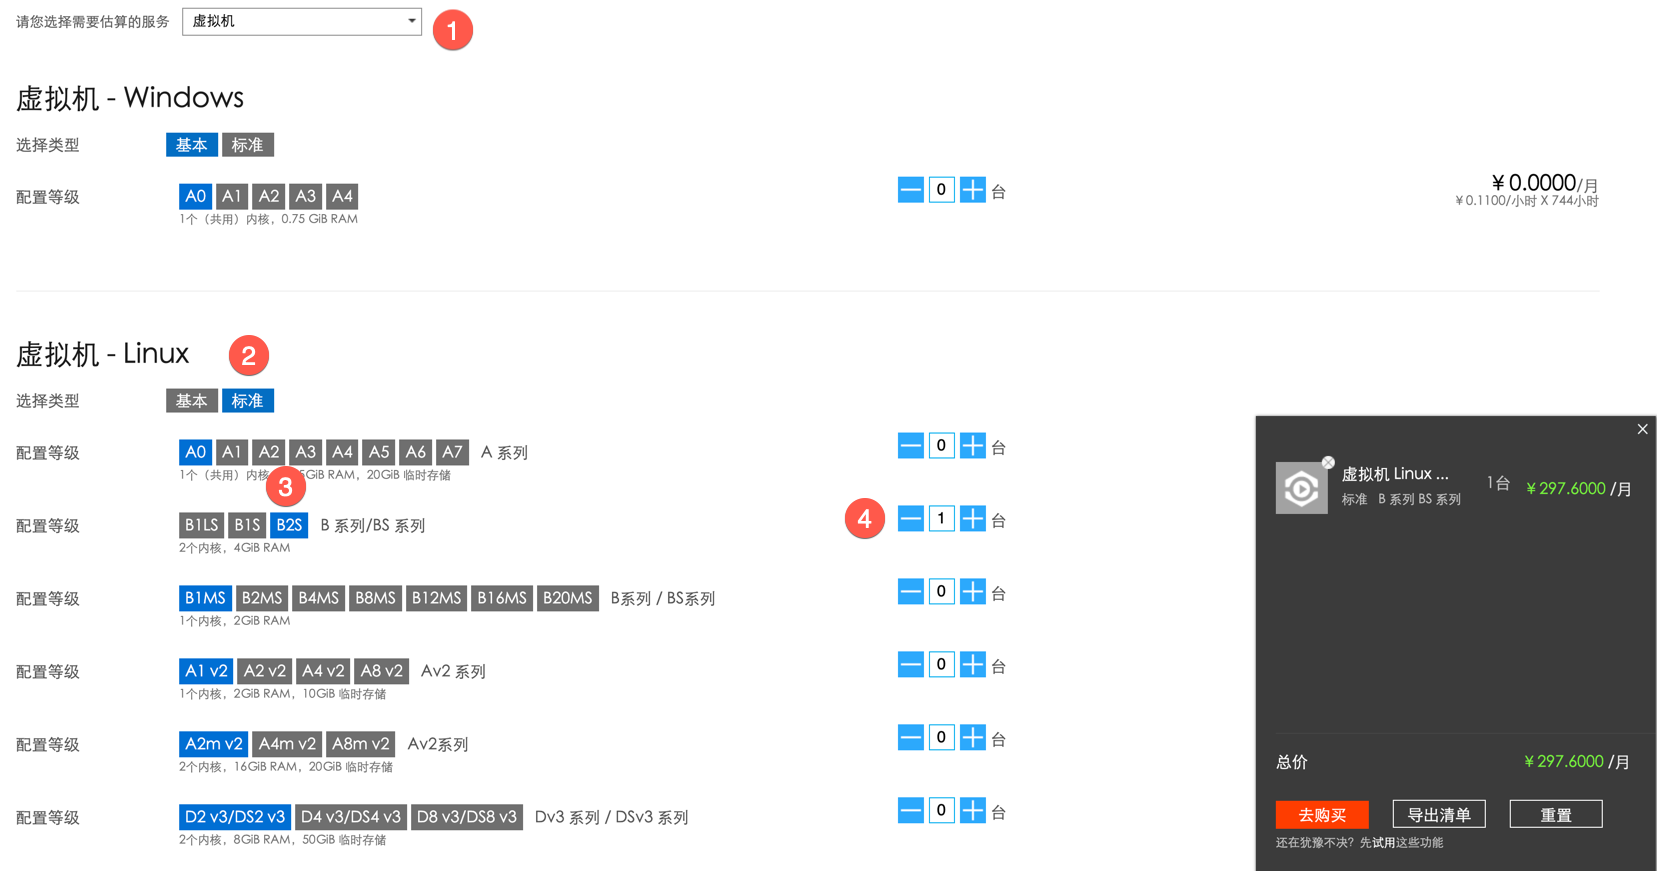 请您选择需要估算的服务 虚拟机 1
虚拟机 - Windows
选择类型 基本 标准
配置等级 A0 A1 A2 A3 A4 0 台 ¥ 0.0000/月
1个（共用）内核，0.75 GiB RAM ¥ 0.1100/小时 X 744小时
虚拟机 - Linux 2
选择类型 基本 标准
配置等级 A0 A1 A2 A3 A4 A5 A6 A7 A 系列 0 台
1个（共用）内核 5GiB RAM，20GiB 临时存储
3
配置等级 B1LS B1S B2S B 系列/BS 系列 4 1 台
2个内核，4GiB RAM
配置等级 B1MS B2MS B4MS B8MS B12MS B16MS B20MS B系列 / BS系列 0 台
1个内核，2GiB RAM
配置等级 A1 v2 A2 v2 A4 v2 A8 v2 Av2 系列 0 台
1个内核，2GiB RAM，10GiB 临时存储
配置等级 A2m v2 A4m v2 A8m v2 Av2系列 0 台
2个内核，16GiB RAM，20GiB 临时存储
配置等级 D2 v3/DS2 v3 D4 v3/DS4 v3 D8 v3/DS8 v3 Dv3 系列 / DSv3 系列 0 台
2个内核，8GiB RAM，50GiB 临时存储
虚拟机 Linux ... 1台 ¥ 297.6000 /月
标准 B 系列 BS 系列
总价 ¥ 297.6000 /月
去购买 导出清单 重置
还在犹豫不决？先试用这些功能